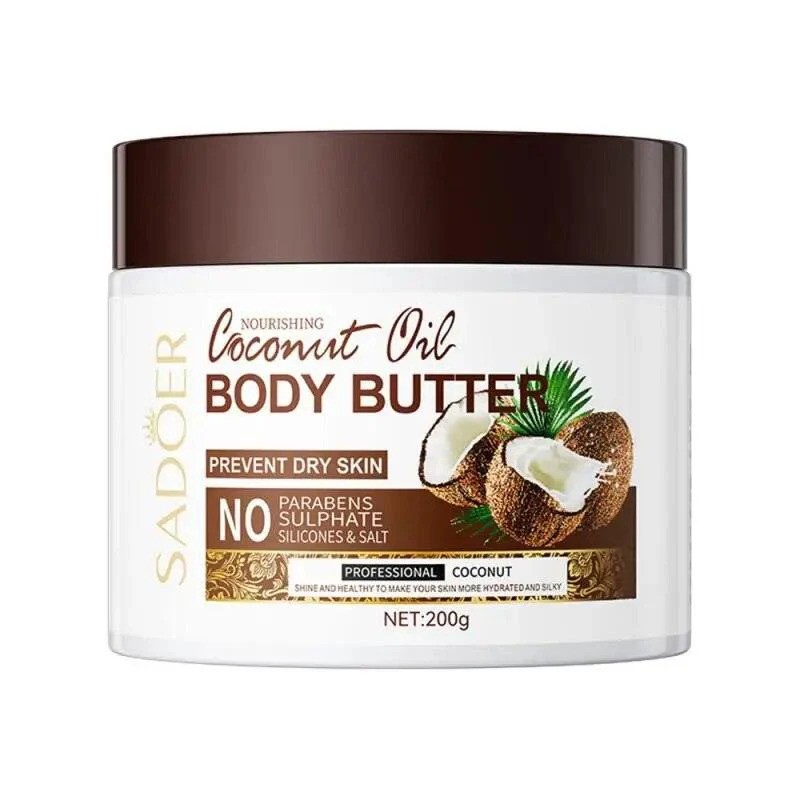 SADOER
NOURISHING
Coconut Oil
BODY BUTTER
PREVENT DRY SKIN
NO
PARABENS
SULPHATE
SILICONES & SALT
PROFESSIONAL COCONUT
SHINE AND HEALTHY TO MAKE YOUR SKIN MORE HYDRATED AND SILKY
NET:200g